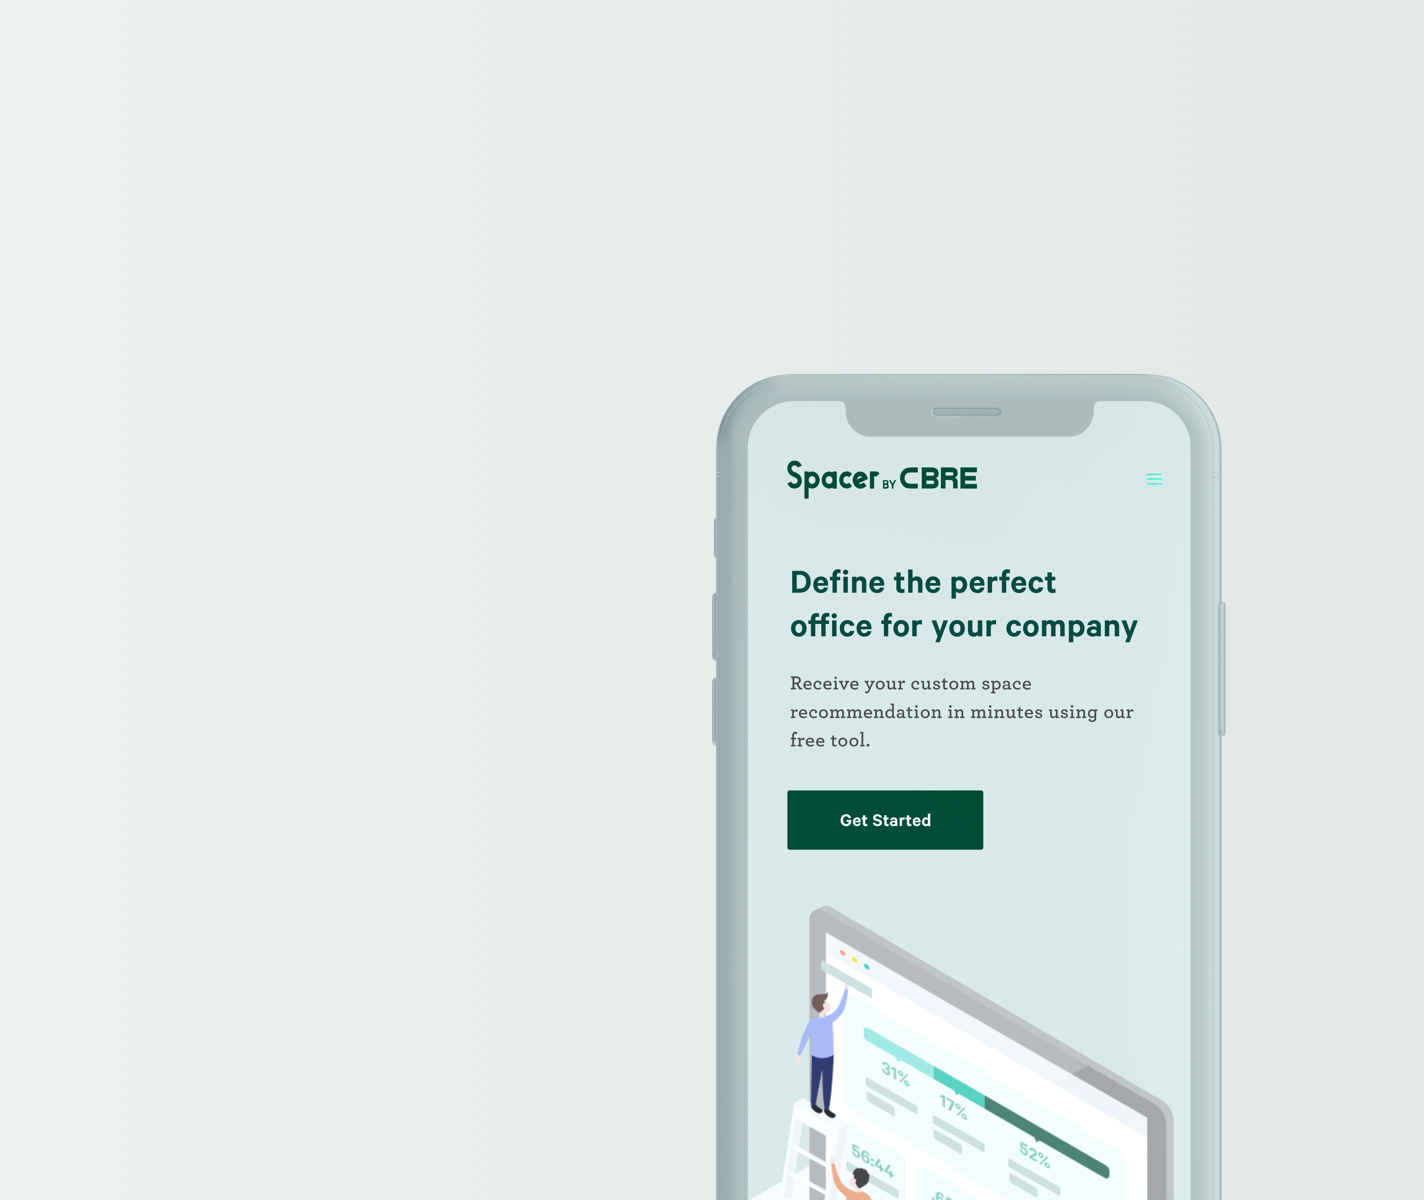 Spacer BY CBRE
Define the perfect
office for your company
Receive your custom space
recommendation in minutes using our
free tool.
Get Started
31%
17%
52%
56:44